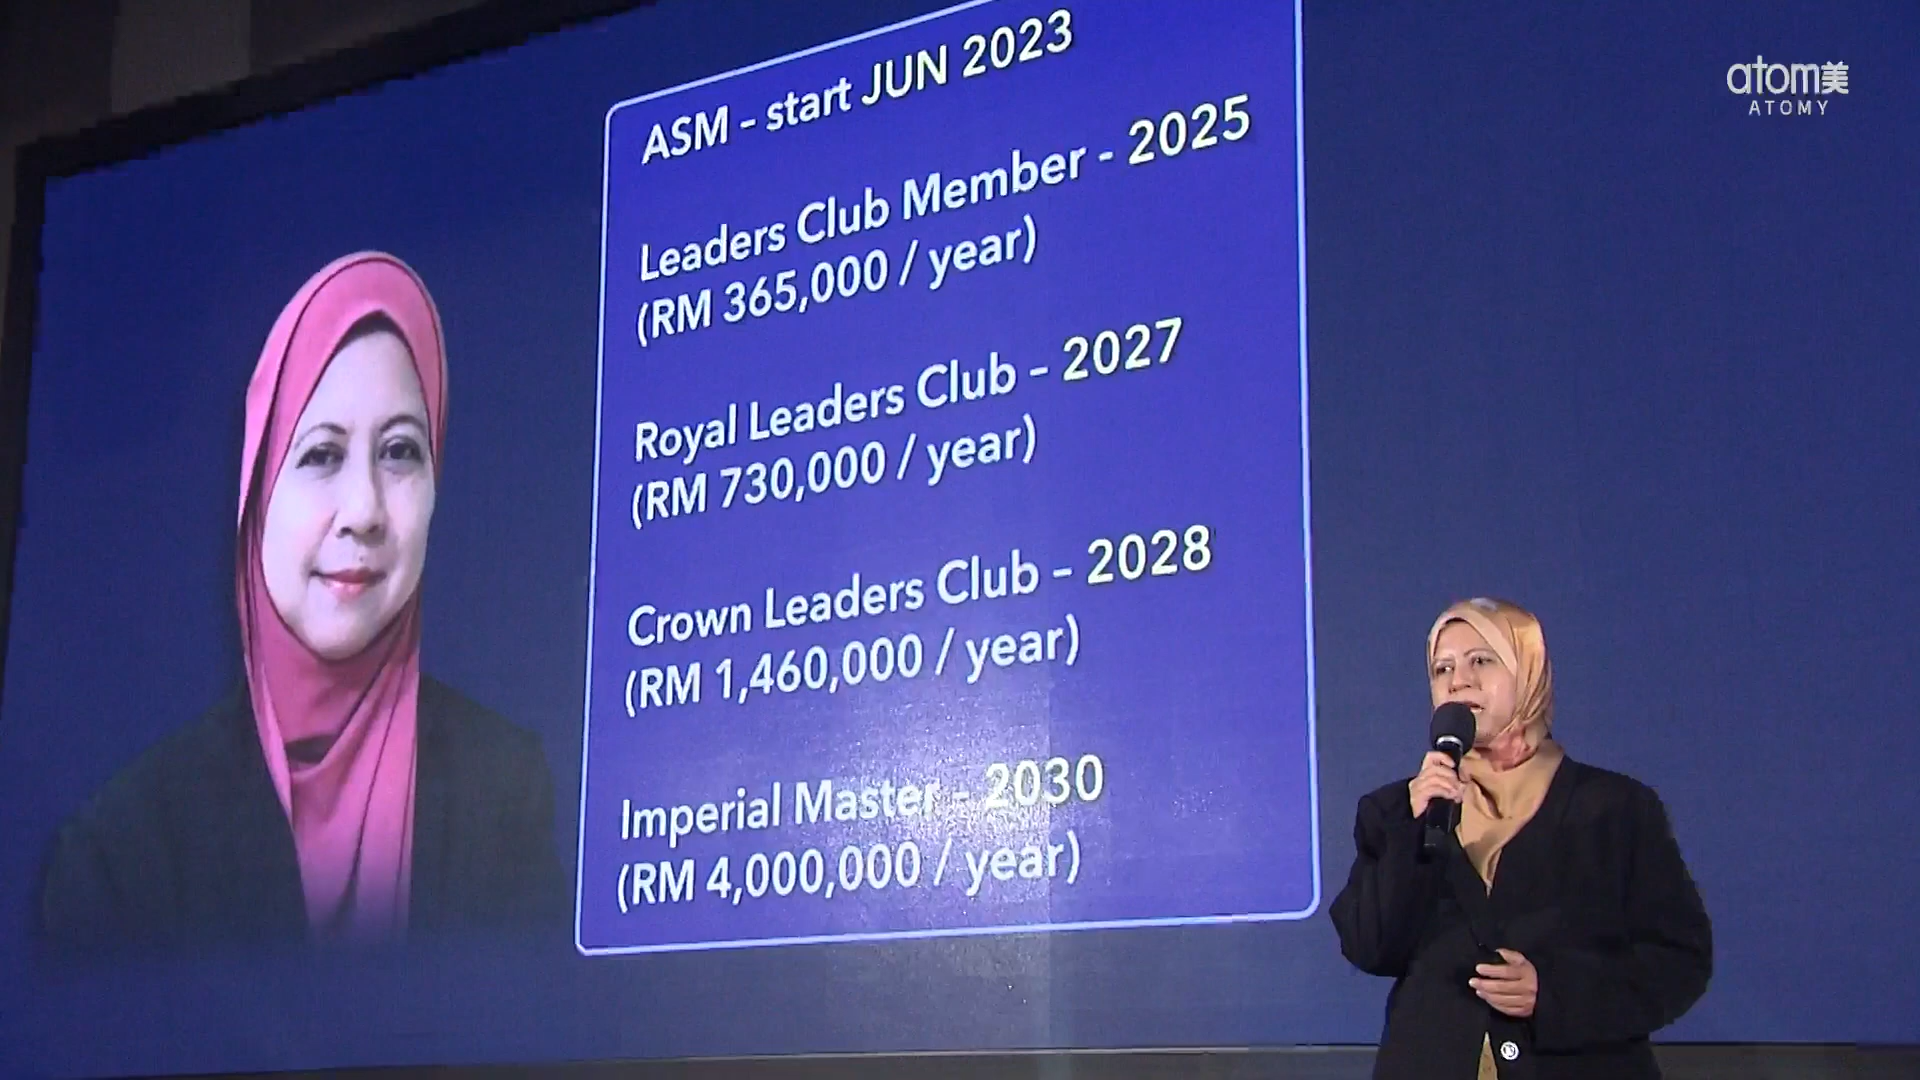 ASM – start JUN 2023
Leaders Club Member - 2025
(RM 365,000 / year)
Royal Leaders Club – 2027
(RM 730,000 / year)
Crown Leaders Club – 2028
(RM 1,460,000 / year)
Imperial Master - 2030
(RM 4,000,000 / year)
atom美
ATOMY